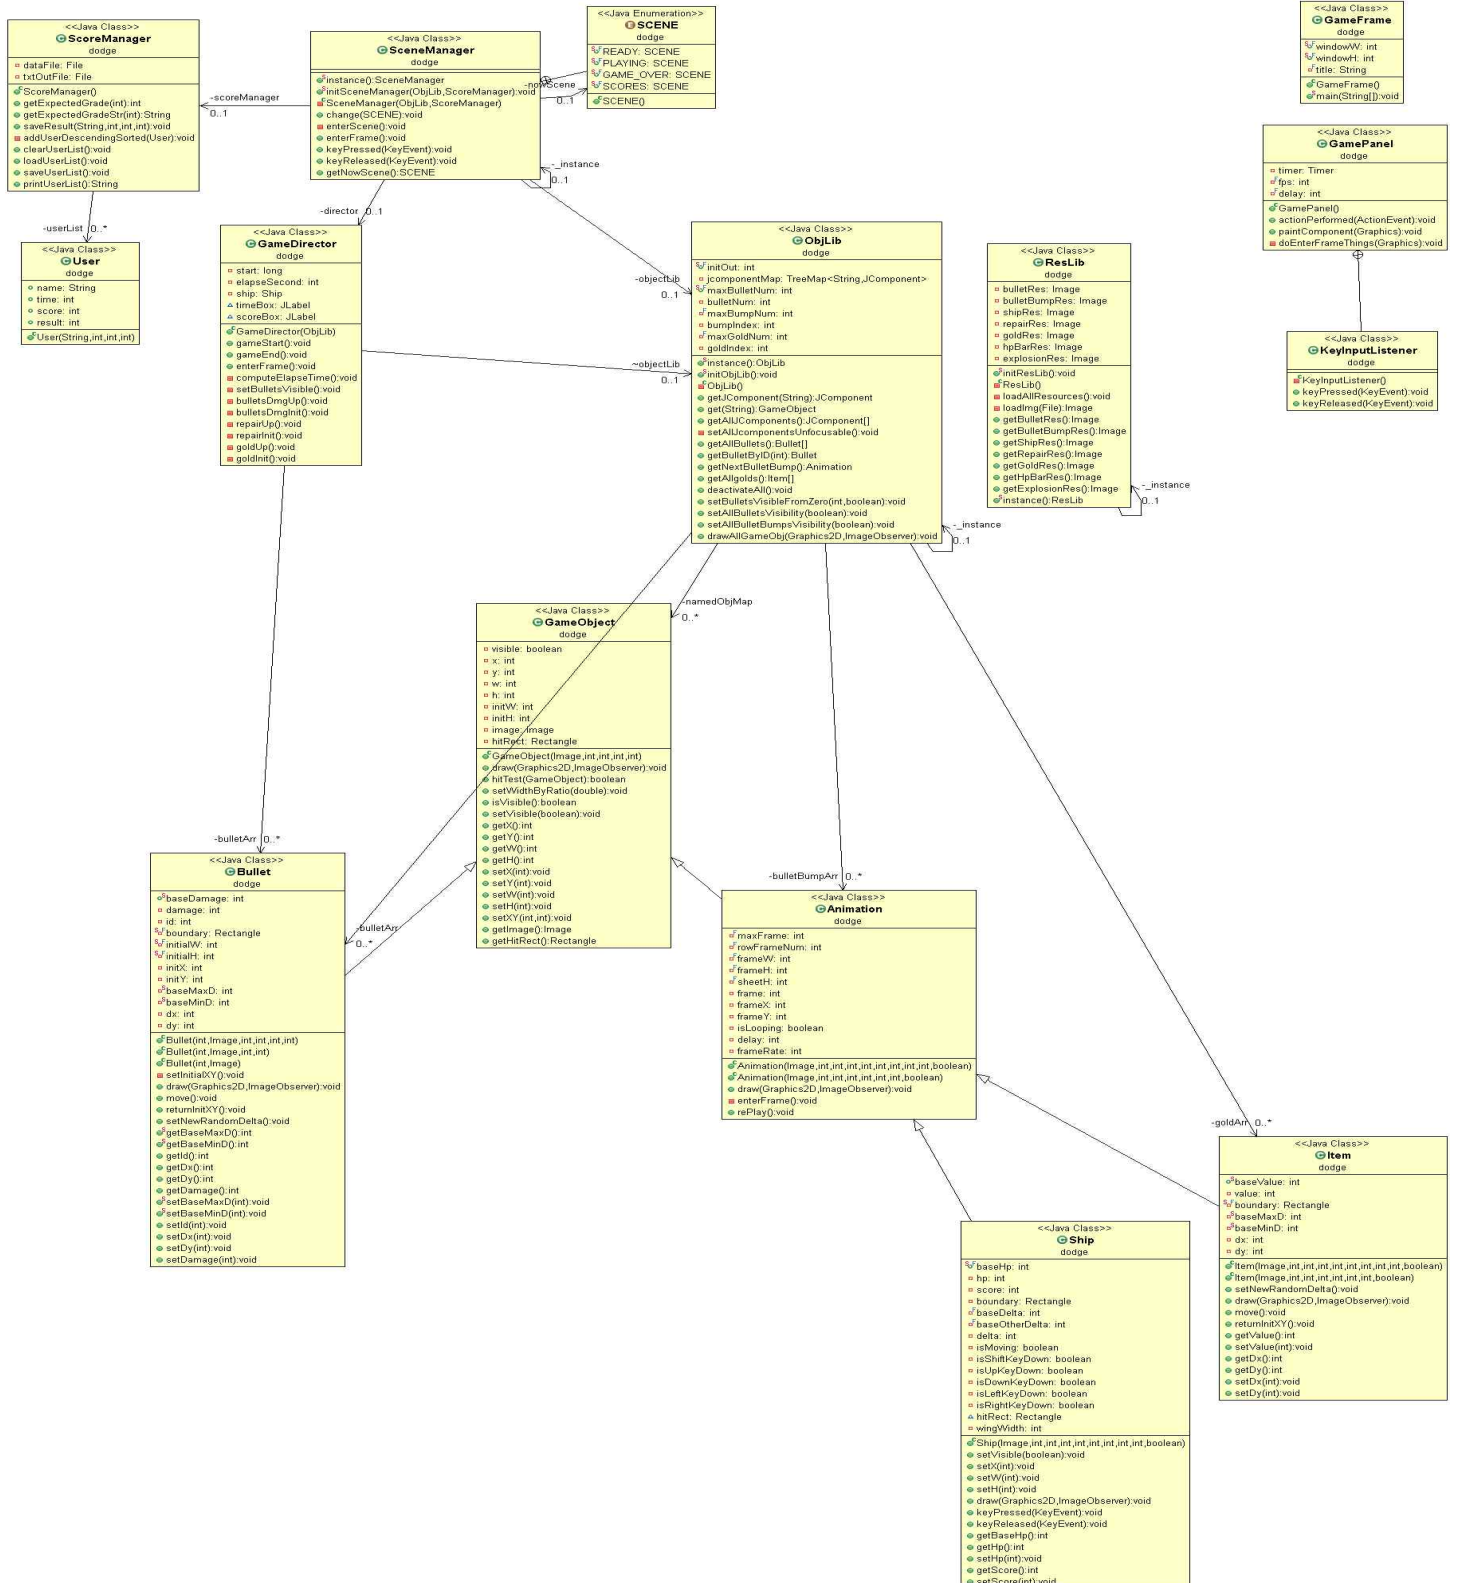 <<Java Class>>
ScoreManager
dodge
dataFile: File
txtOutFile: File
ScoreManager()
getExpectedGrade(int):int
getExpectedGradeStr(int):String
saveResult(String,int,int,int):void
addUserDescendingSorted(User):void
clearUserList():void
loadUserList():void
saveUserList():void
printUserList():String
<<Java Class>>
SceneManager
dodge
instance():SceneManager
initSceneManager(ObjLib,ScoreManager):void
SceneManager(ObjLib,ScoreManager)
change(SCENE):void
enterScene():void
enterFrame():void
keyPressed(KeyEvent):void
keyReleased(KeyEvent):void
getNowScene():SCENE
<<Java Enumeration>>
SCENE
dodge
READY: SCENE
PLAYING: SCENE
GAME_OVER: SCENE
SCORES: SCENE
SCENE()
-nowScene
0..1
-scoreManager
0..1
-_instance
0..1
<<Java Class>>
GameFrame
dodge
windowW: int
windowH: int
title: String
GameFrame()
main(String[]):void
<<Java Class>>
GamePanel
dodge
timer: Timer
fps: int
delay: int
GamePanel()
actionPerformed(ActionEvent):void
paintComponent(Graphics):void
doEnterFrameThings(Graphics):void
<<Java Class>>
KeyInputListener
dodge
KeyInputListener()
keyPressed(KeyEvent):void
keyReleased(KeyEvent):void
-userList 0..*
<<Java Class>>
User
dodge
name: String
time: int
score: int
result: int
User(String,int,int,int)
-director 0..1
<<Java Class>>
GameDirector
dodge
start: long
elapseSecond: int
ship: Ship
timeBox: JLabel
scoreBox: JLabel
GameDirector(ObjLib)
gameStart():void
gameEnd():void
enterFrame():void
computeElapseTime():void
setBulletsVisible():void
bulletsDmgUp():void
bulletsDmgInit():void
repairUp():void
repairInit():void
goldUp():void
goldInit():void
-objectLib
0..1
~objectLib
0..1
<<Java Class>>
ObjLib
dodge
initOut: int
jcomponentMap: TreeMap<String,JComponent>
maxBulletNum: int
bulletNum: int
maxBumpNum: int
bumpIndex: int
maxGoldNum: int
goldIndex: int
instance():ObjLib
initObjLib():void
ObjLib()
getJComponent(String):JComponent
get(String):GameObject
getAllJComponents():JComponent[]
setAllJcomponentsUnfocusable():void
getAllBullets():Bullet[]
getBulletByID(int):Bullet
getNextBulletBump():Animation
getAllgolds():Item[]
deactivateAll():void
setBulletsVisibleFromZero(int,boolean):void
setAllBulletsVisibility(boolean):void
setAllBulletBumpsVisibility(boolean):void
drawAllGameObj(Graphics2D,ImageObserver):void
-_instance
0..1
<<Java Class>>
ResLib
dodge
bulletRes: Image
bulletBumpRes: Image
shipRes: Image
repairRes: Image
goldRes: Image
hpBarRes: Image
explosionRes: Image
initResLib():void
ResLib()
loadAllResources():void
loadImg(File):Image
getBulletRes():Image
getBulletBumpRes():Image
getShipRes():Image
getRepairRes():Image
getGoldRes():Image
getHpBarRes():Image
getExplosionRes():Image
instance():ResLib
-_instance
0..1
-namedObjMap
0..*
<<Java Class>>
GameObject
dodge
visible: boolean
x: int
y: int
w: int
h: int
initW: int
initH: int
image: Image
hitRect: Rectangle
GameObject(Image,int,int,int,int)
draw(Graphics2D,ImageObserver):void
hitTest(GameObject):boolean
setWidthByRatio(double):void
isVisible():boolean
setVisible(boolean):void
getX():int
getY():int
getW():int
getH():int
setX(int):void
setY(int):void
setW(int):void
setH(int):void
setXY(int,int):void
getImage():Image
getHitRect():Rectangle
-bulletArr 0..*
<<Java Class>>
Bullet
dodge
baseDamage: int
damage: int
id: int
boundary: Rectangle
initialW: int
initialH: int
initX: int
initY: int
baseMaxD: int
baseMinD: int
dx: int
dy: int
Bullet(int,Image,int,int,int,int)
Bullet(int,Image,int,int)
Bullet(int,Image)
setInitialXY():void
draw(Graphics2D,ImageObserver):void
move():void
returnInitXY():void
setNewRandomDelta():void
getBaseMaxD():int
getBaseMinD():int
getId():int
getDx():int
getDy():int
getDamage():int
setBaseMaxD(int):void
setBaseMinD(int):void
setId(int):void
setDx(int):void
setDy(int):void
setDamage(int):void
-bulletArr
0..*
-bulletBumpArr 0..*
<<Java Class>>
Animation
dodge
maxFrame: int
rowFrameNum: int
frameW: int
frameH: int
sheetH: int
frame: int
frameX: int
frameY: int
isLooping: boolean
delay: int
frameRate: int
Animation(Image,int,int,int,int,int,int,int,int,boolean)
Animation(Image,int,int,int,int,int,int,boolean)
draw(Graphics2D,ImageObserver):void
enterFrame():void
rePlay():void
-goldArr 0..*
<<Java Class>>
Item
dodge
baseValue: int
value: int
boundary: Rectangle
baseMaxD: int
baseMinD: int
dx: int
dy: int
Item(Image,int,int,int,int,int,int,int,int,boolean)
Item(Image,int,int,int,int,int,int,boolean)
setNewRandomDelta():void
draw(Graphics2D,ImageObserver):void
move():void
returnInitXY():void
getValue():int
setValue(int):void
getDx():int
getDy():int
setDx(int):void
setDy(int):void
<<Java Class>>
Ship
dodge
baseHp: int
hp: int
score: int
boundary: Rectangle
baseDelta: int
baseOtherDelta: int
delta: int
isMoving: boolean
isShiftKeyDown: boolean
isUpKeyDown: boolean
isDownKeyDown: boolean
isLeftKeyDown: boolean
isRightKeyDown: boolean
hitRect: Rectangle
wingWidth: int
Ship(Image,int,int,int,int,int,int,int,int,boolean)
setVisible(boolean):void
setX(int):void
setW(int):void
setH(int):void
draw(Graphics2D,ImageObserver):void
keyPressed(KeyEvent):void
keyReleased(KeyEvent):void
getBaseHp():int
getHp():int
setHp(int):void
getScore():int
setScore(int):void